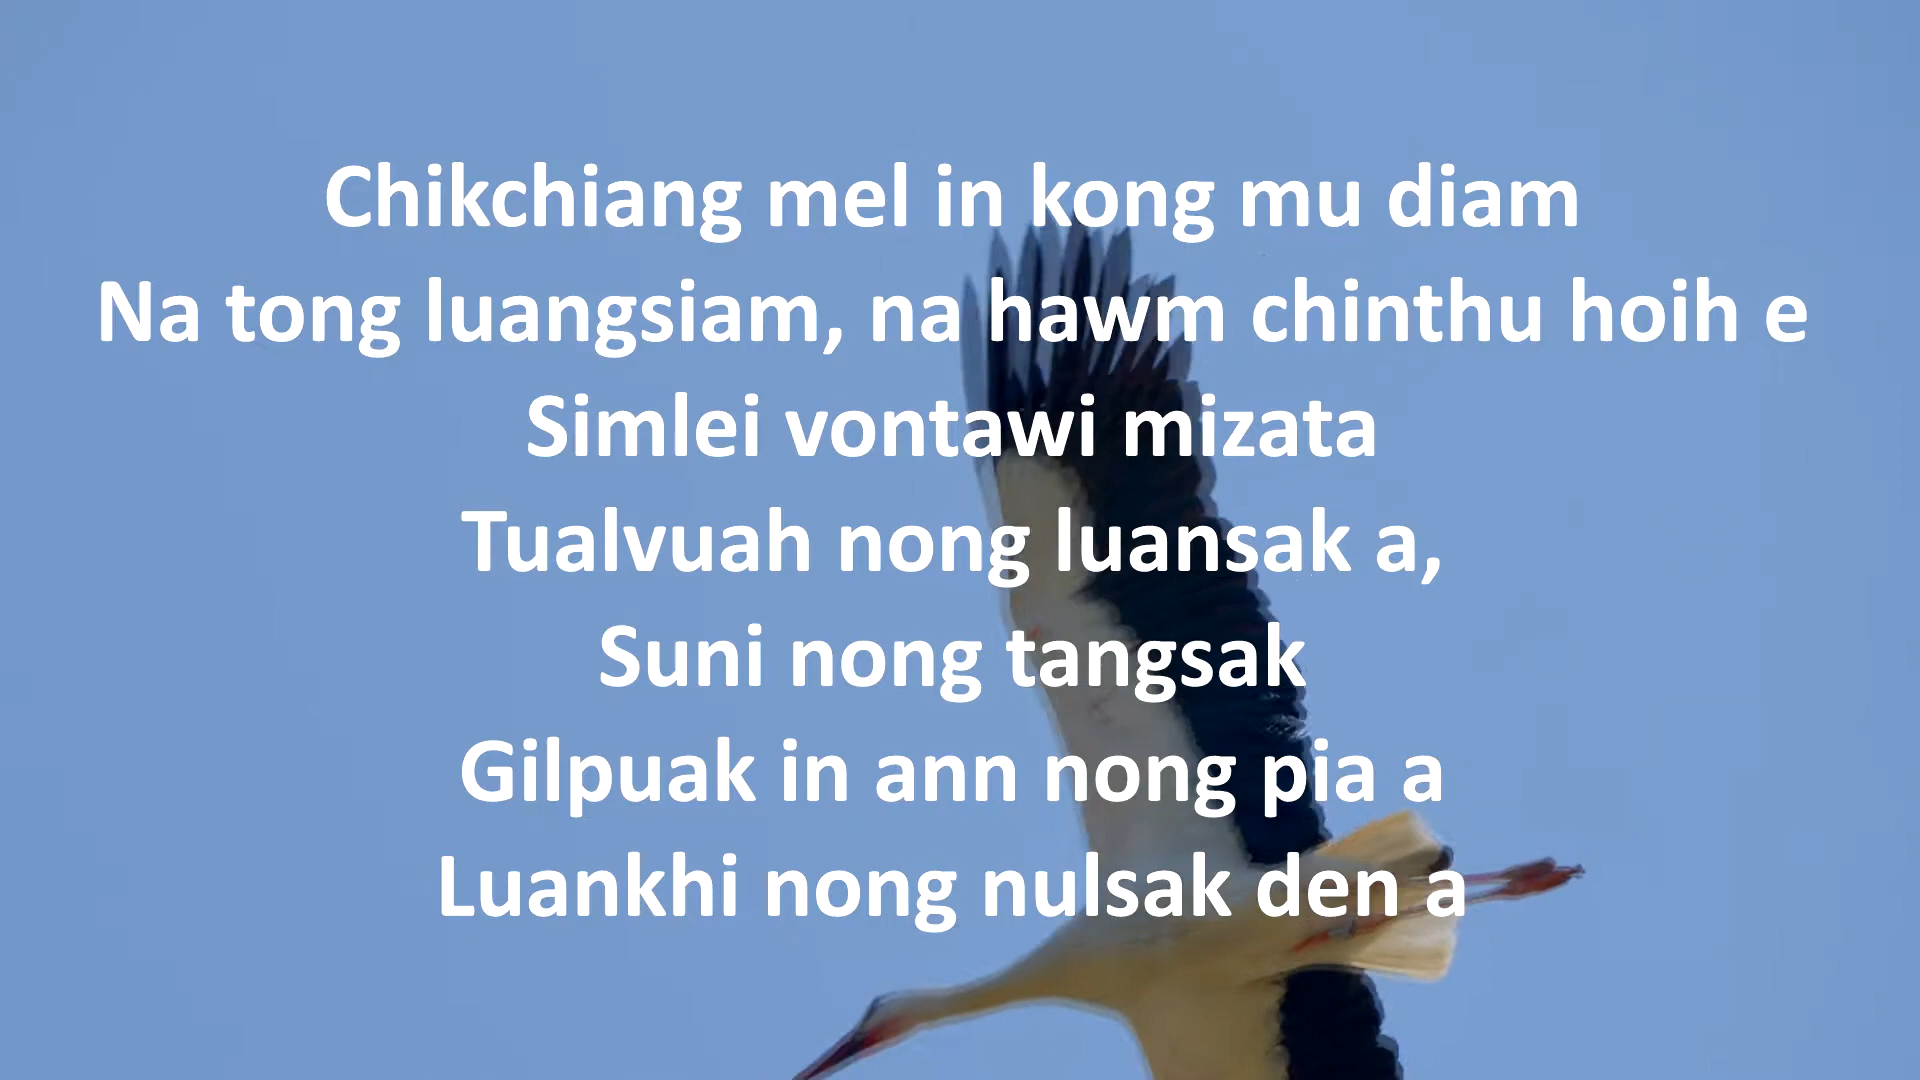 Chikchiang mel in kong mu diam
Na tong luangsiam, na hawm chinthu hoih e
Simlei vontawi mizata
Tualvuah nong luansak a,
Suni nong tangsak
Gilpuak in ann nong pia a
Luankhi nong nulsak den a